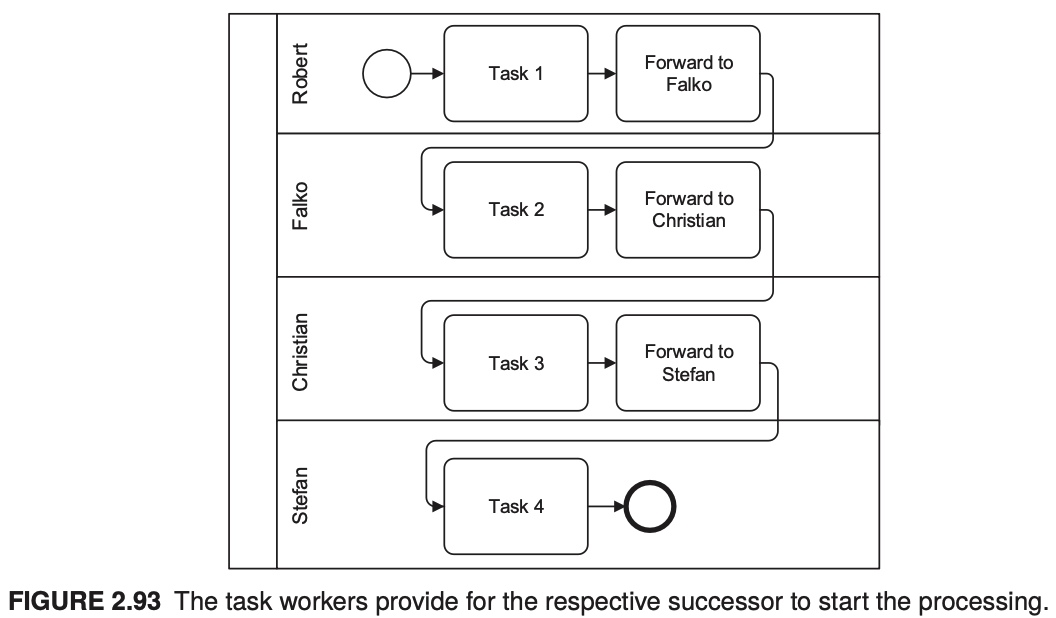 Robert
Task 1
Forward to
Falko
Falko
Task 2
Forward to
Christian
Christian
Task 3
Forward to
Stefan
Stefan
Task 4
FIGURE 2.93 The task workers provide for the respective successor to start the processing.